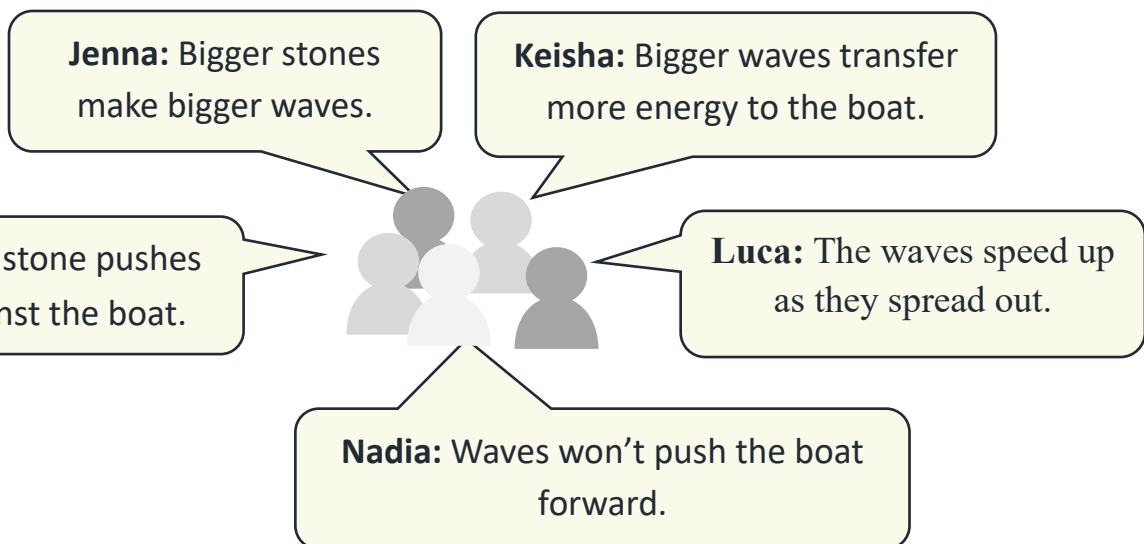 Jenna: Bigger stones
make bigger waves.
Keisha: Bigger waves transfer
more energy to the boat.
stone pushes
the boat.
Luca: The waves speed up
as they spread out.
Nadia: Waves won’t push the boat
forward.